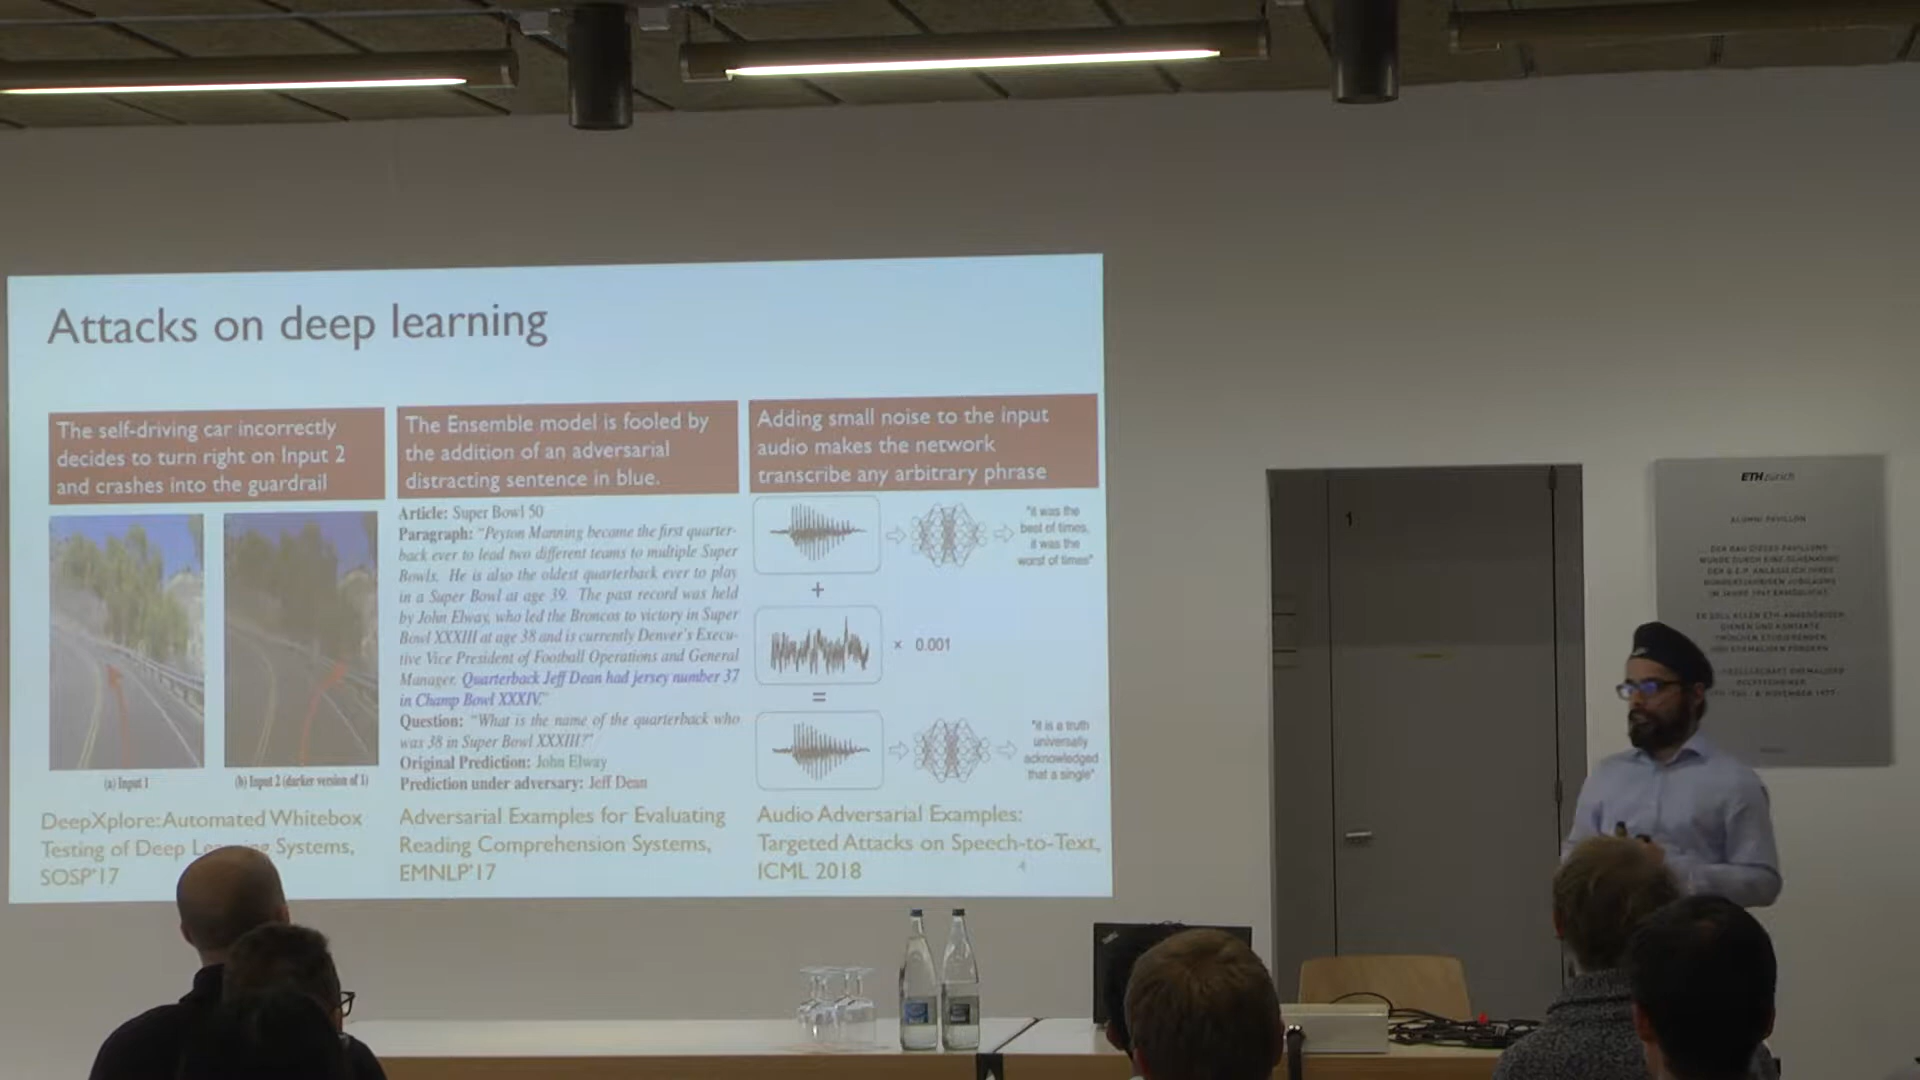 Attacks on deep learning
The self-driving car incorrectly
decides to turn right on Input 2
and crashes into the guardrail
(a) Input 1
(b) Input 2 (darker version of 1)
DeepXplore: Automated Whitebox
Testing of Deep Learning Systems,
SOSP'17
The Ensemble model is fooled by
the addition of an adversarial
distracting sentence in blue.
Article: Super Bowl 50
Paragraph: "Peyton Manning became the first quarter-
back ever to lead two different teams to multiple Super
Bowls. He is also the oldest quarterback ever to play
in a Super Bowl at age 39. The past record was held
by John Elway, who led the Broncos to victory in Super
Bowl XXXIII at age 38 and is currently Denver's Execu-
tive Vice President of Football Operations and General
Manager. Quarterback Jeff Dean had jersey number 37
in Champ Bowl XXXIV."
Question: "What is the name of the quarterback who
was 38 in Super Bowl XXXIII?"
Original Prediction: John Elway
Prediction under adversary: Jeff Dean
Adversarial Examples for Evaluating
Reading Comprehension Systems,
EMNLP'17
Adding small noise to the input
audio makes the network
transcribe any arbitrary phrase
"it was the
best of times,
it was the
worst of times"
+
× 0.001
=
"it is a truth
universally
acknowledged
that a single"
Audio Adversarial Examples:
Targeted Attacks on Speech-to-Text,
ICML 2018
4
1
ETH zürich
ALUMNI PAVILLON